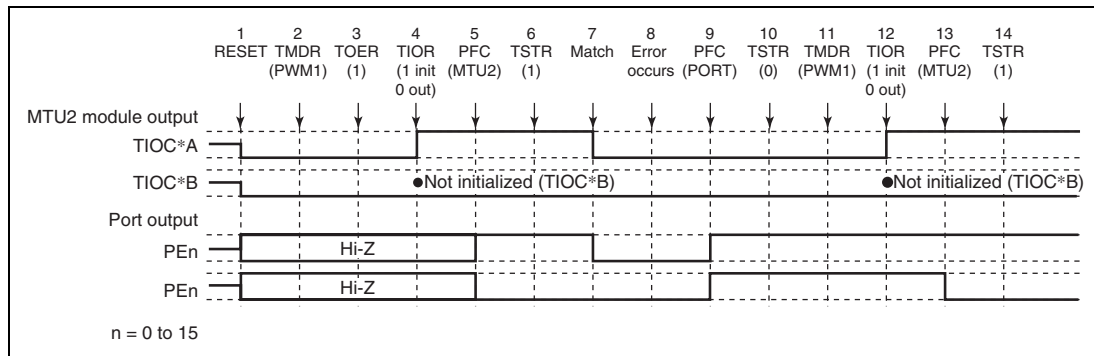 1 2 3 4 5 6 7 8 9 10 11 12 13 14
RESET TMDR TOER TIOR PFC TSTR Match Error PFC TSTR TMDR TIOR PFC TSTR
(PWM1) (1) (1 init (MTU2) (1) occurs (PORT) (0) (PWM1) (1 init (MTU2) (1)
0 out) 0 out)
MTU2 module output
TIOC*A
TIOC*B ●Not initialized (TIOC*B) ●Not initialized (TIOC*B)
Port output
PEn Hi-Z
PEn Hi-Z
n = 0 to 15